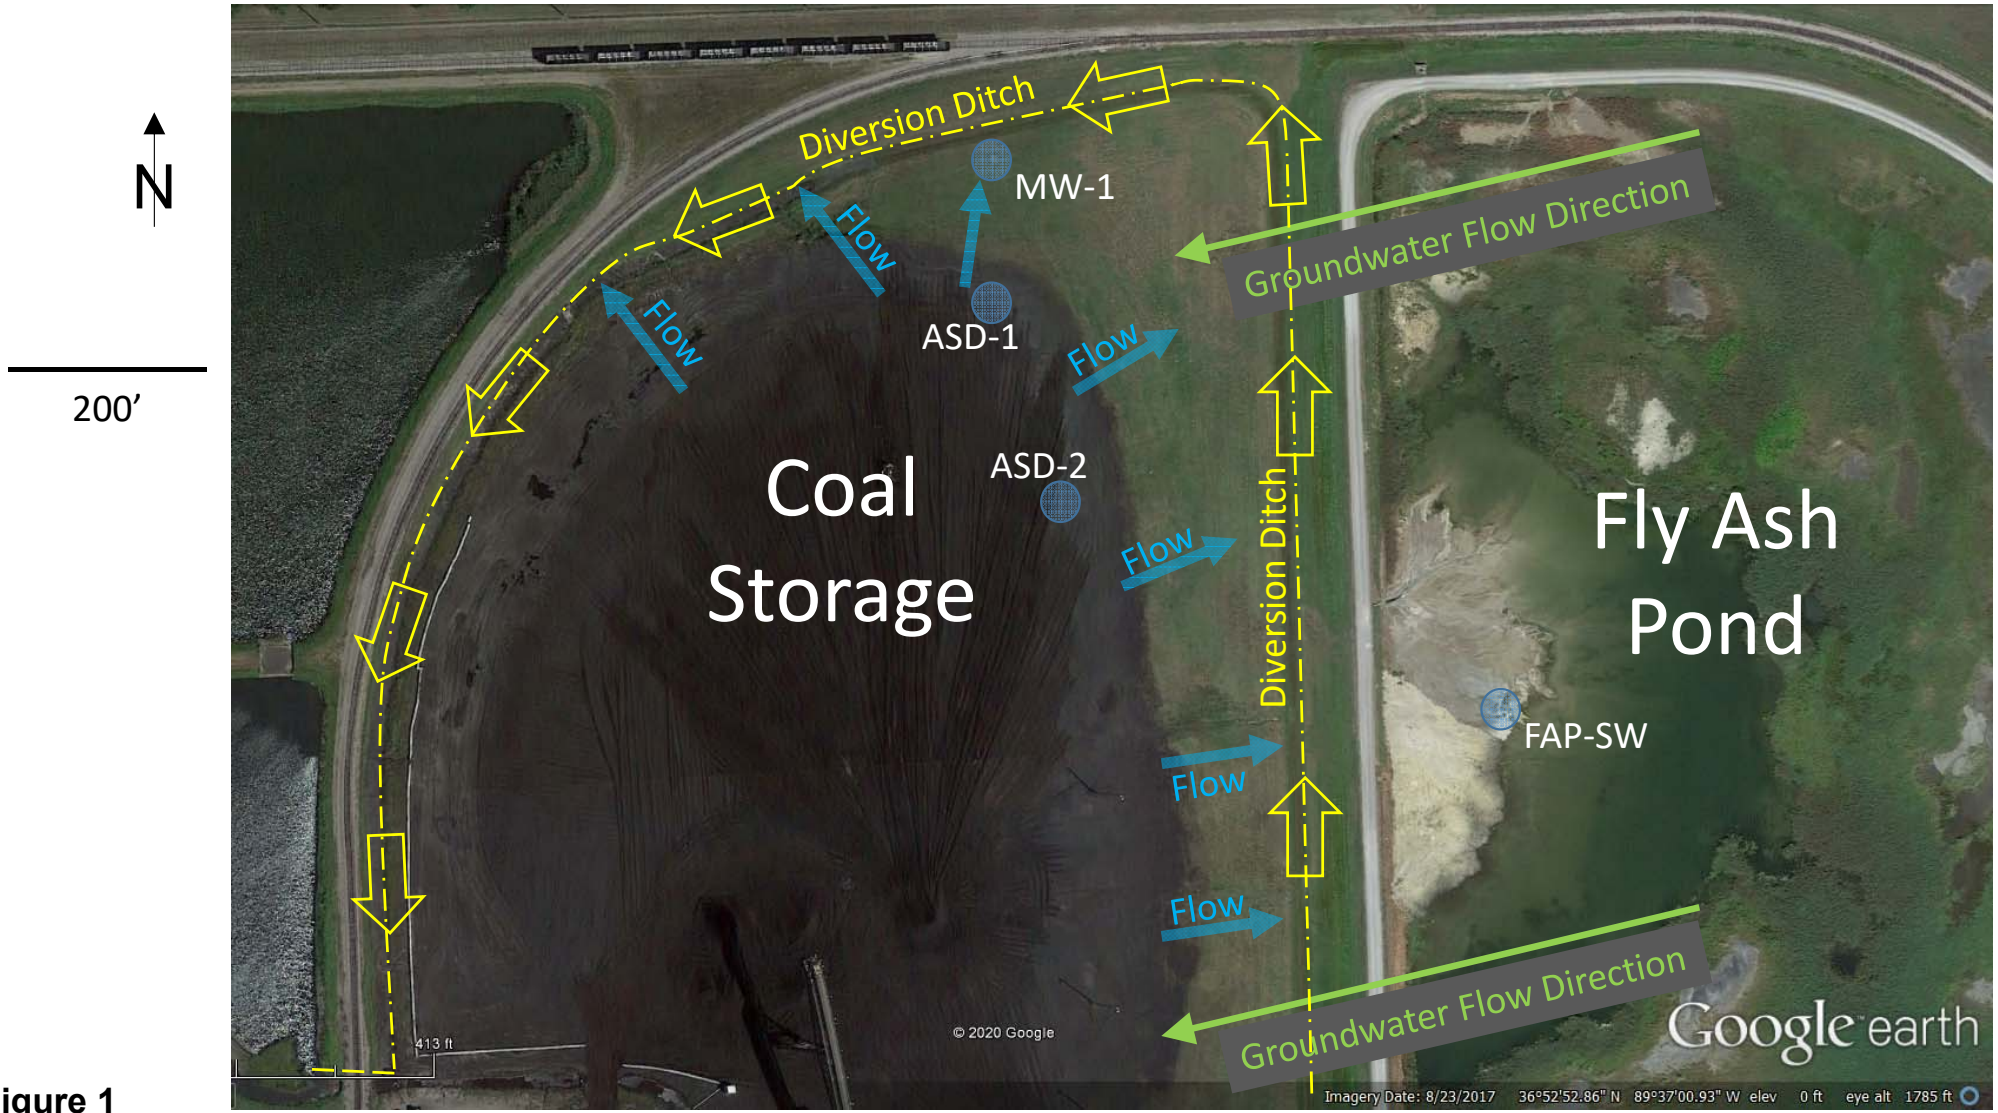 N
200’
Diversion Ditch
MW-1
Flow
Flow
ASD-1
Flow
Groundwater Flow Direction
Coal
Storage
ASD-2
Flow
Diversion Ditch
Fly Ash
Pond
FAP-SW
Flow
Flow
Groundwater Flow Direction
413 ft
© 2020 Google
Google earth
Imagery Date: 8/23/2017 36°52'52.86" N 89°37'00.93" W elev 0 ft eye alt 1785 ft
igure 1